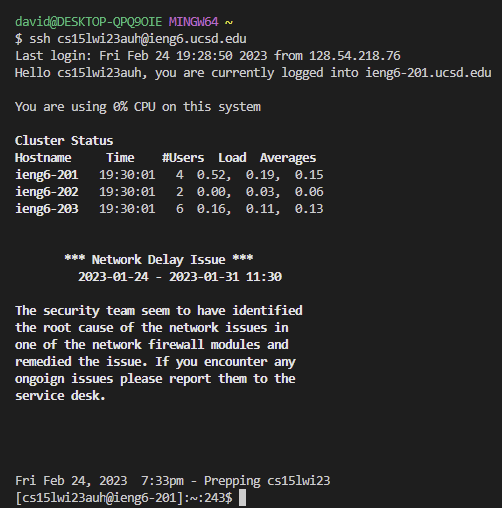 david@DESKTOP-QPQ9OIE MINGW64 ~
$ ssh cs15lwi23auh@ieng6.ucsd.edu
Last login: Fri Feb 24 19:28:50 2023 from 128.54.218.76
Hello cs15lwi23auh, you are currently logged into ieng6-201.ucsd.edu
You are using 0% CPU on this system
Cluster Status
Hostname     Time    #Users  Load  Averages
ieng6-201   19:30:01   4  0.52,  0.19,  0.15
ieng6-202   19:30:01   2  0.00,  0.03,  0.06
ieng6-203   19:30:01   6  0.16,  0.11,  0.13
*** Network Delay Issue ***
2023-01-24 - 2023-01-31 11:30
The security team seem to have identified
the root cause of the network issues in
one of the network firewall modules and
remedied the issue. If you encounter any
ongoign issues please report them to the
service desk.
Fri Feb 24, 2023  7:33pm - Prepping cs15lwi23
[cs15lwi23auh@ieng6-201]:~:243$